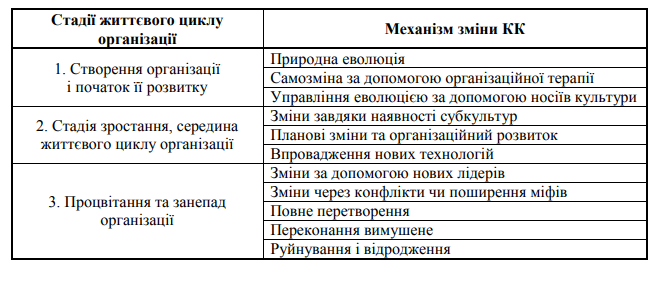 Стадії життєвого циклу
організації
Механізм зміни КК
1. Створення організації
і початок її розвитку
Природна еволюція
Самозміна за допомогою організаційної терапії
Управління еволюцією за допомогою носіїв культури
2. Стадія зростання, середина
життєвого циклу організації
Зміни завдяки наявності субкультур
Планові зміни та організаційний розвиток
Впровадження нових технологій
3. Процвітання та занепад
організації
Зміни за допомогою нових лідерів
Зміни через конфлікти чи поширення міфів
Повне перетворення
Переконання вимушене
Руйнування і відродження